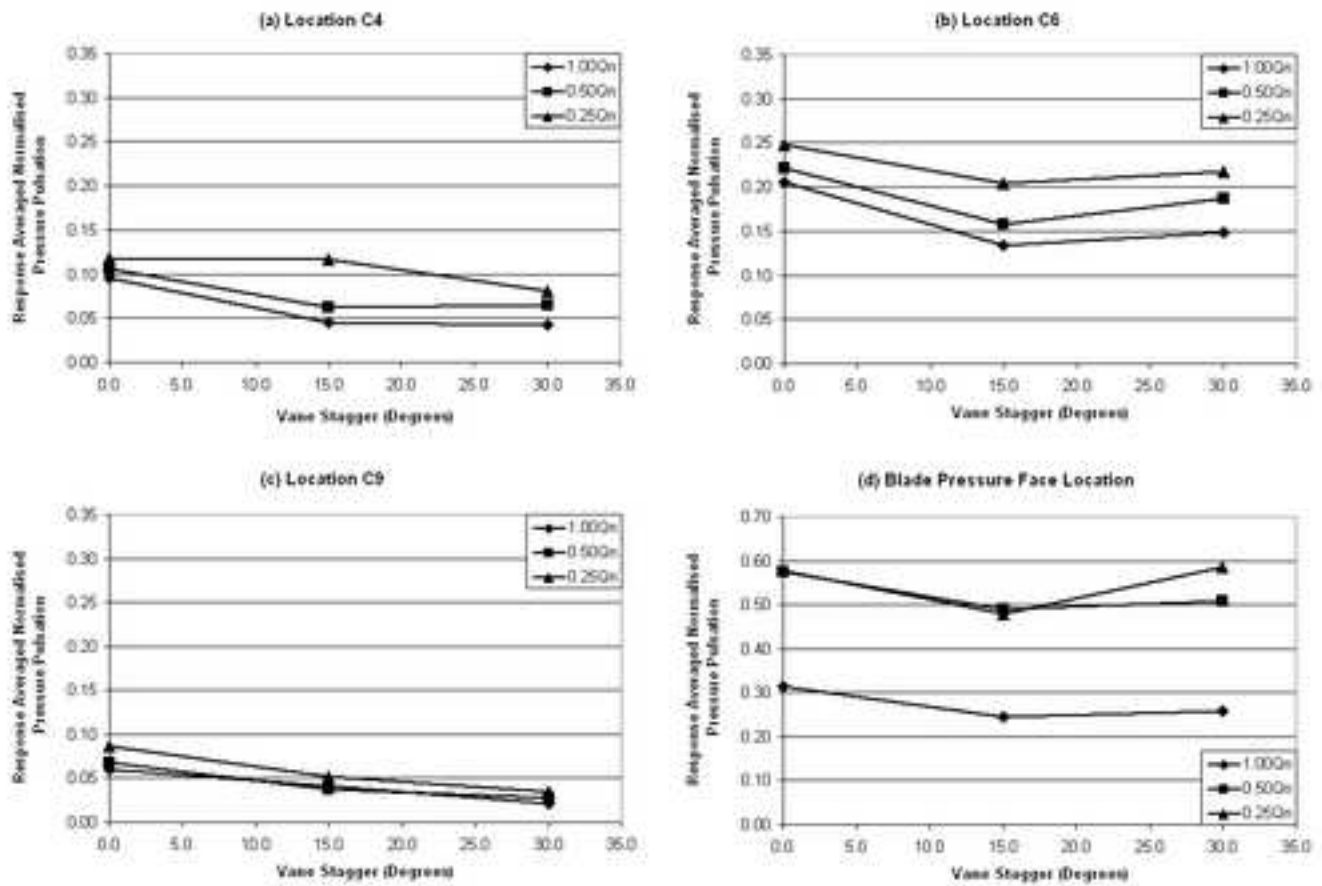 (a) Location C4
Response Averaged Normalised
Pressure Pulsation
0.35
0.30
0.25
0.20
0.15
0.10
0.05
0.00
1.00Qn
0.50Qn
0.25Qn
0.0 5.0 10.0 15.0 20.0 25.0 30.0 35.0
Vane Stagger (Degrees)
(b) Location C6
Response Averaged Normalised
Pressure Pulsation
0.35
0.30
0.25
0.20
0.15
0.10
0.05
0.00
1.00Qn
0.50Qn
0.25Qn
0.0 5.0 10.0 15.0 20.0 25.0 30.0 35.0
Vane Stagger (Degrees)
(c) Location C9
Response Averaged Normalised
Pressure Pulsation
0.35
0.30
0.25
0.20
0.15
0.10
0.05
0.00
1.00Qn
0.50Qn
0.25Qn
0.0 5.0 10.0 15.0 20.0 25.0 30.0 35.0
Vane Stagger (Degrees)
(d) Blade Pressure Face Location
Response Averaged Normalised
Pressure Pulsation
0.70
0.60
0.50
0.40
0.30
0.20
0.10
0.00
1.00Qn
0.50Qn
0.25Qn
0.0 5.0 10.0 15.0 20.0 25.0 30.0 35.0
Vane Stagger (Degrees)